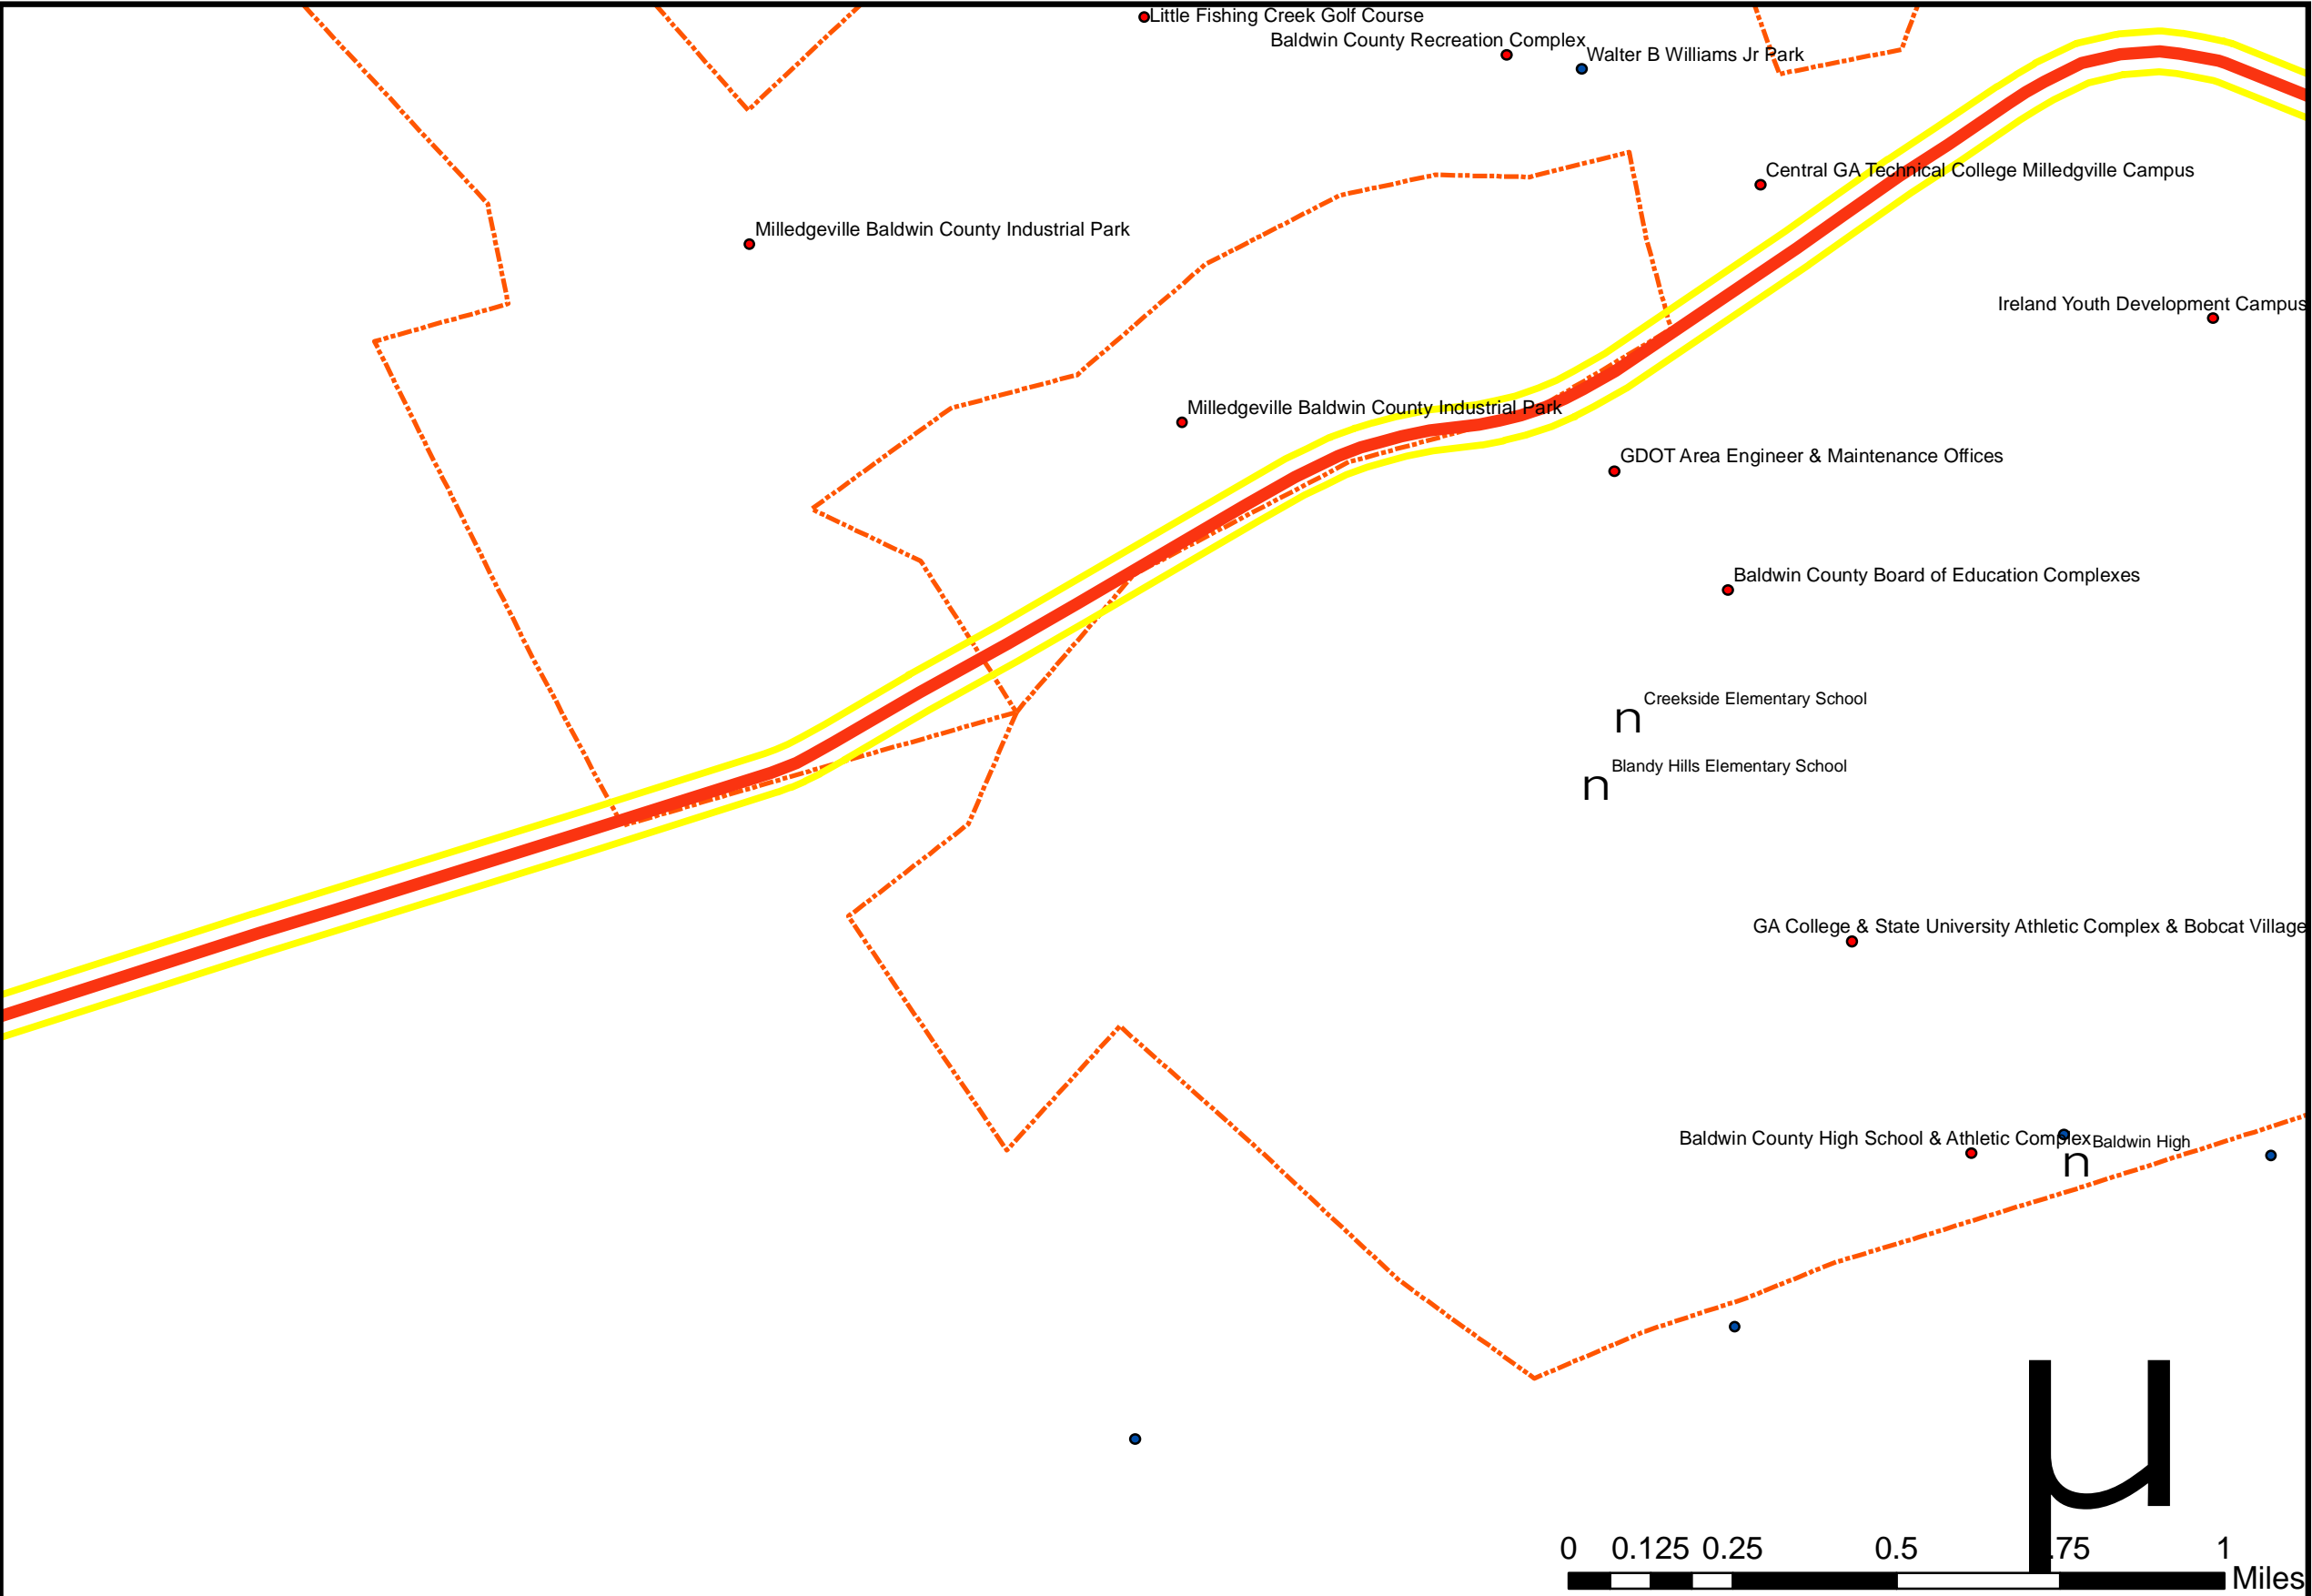 Little Fishing Creek Golf Course
Baldwin County Recreation Complex
Walter B Williams Jr Park
Central GA Technical College Milledgville Campus
Milledgeville Baldwin County Industrial Park
Ireland Youth Development Campus
Milledgeville Baldwin County Industrial Park
GDOT Area Engineer & Maintenance Offices
Baldwin County Board of Education Complexes
Creekside Elementary School
n
Blandy Hills Elementary School
n
GA College & State University Athletic Complex & Bobcat Village
Baldwin County High School & Athletic Complex
Baldwin High
n
µ
0 0.125 0.25 0.5 .75 1
Miles